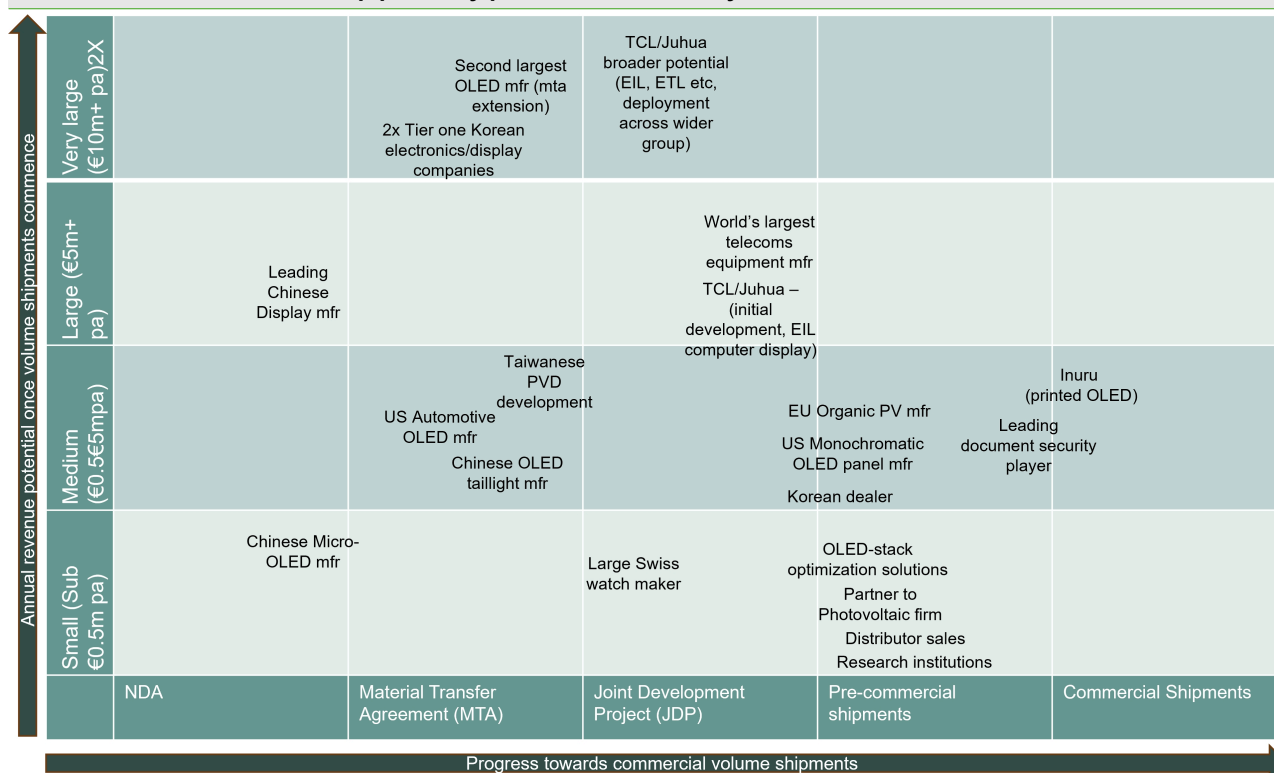 Annual revenue potential once volume shipments commence
Very large
(€10m+ pa)2X
Second largest
OLED mfr (mta
extension)
2x Tier one Korean
electronics/display
companies
TCL/Juhua
broader potential
(EIL, ETL etc,
deployment
across wider
group)
Large (€5m+
pa)
Leading
Chinese
Display mfr
World’s largest
telecoms
equipment mfr
TCL/Juhua –
(initial
development, EIL
computer display)
Medium
(€0.5€5mpa)
Taiwanese
PVD
development
US Automotive
OLED mfr
Chinese OLED
taillight mfr
EU Organic PV mfr
US Monochromatic
OLED panel mfr
Korean dealer
Inuru
(printed OLED)
Leading
document security
player
Small (Sub
€0.5m pa)
Chinese Micro-
OLED mfr
Large Swiss
watch maker
OLED-stack
optimization solutions
Partner to
Photovoltaic firm
Distributor sales
Research institutions
NDA
Material Transfer
Agreement (MTA)
Joint Development
Project (JDP)
Pre-commercial
shipments
Commercial Shipments
Progress towards commercial volume shipments